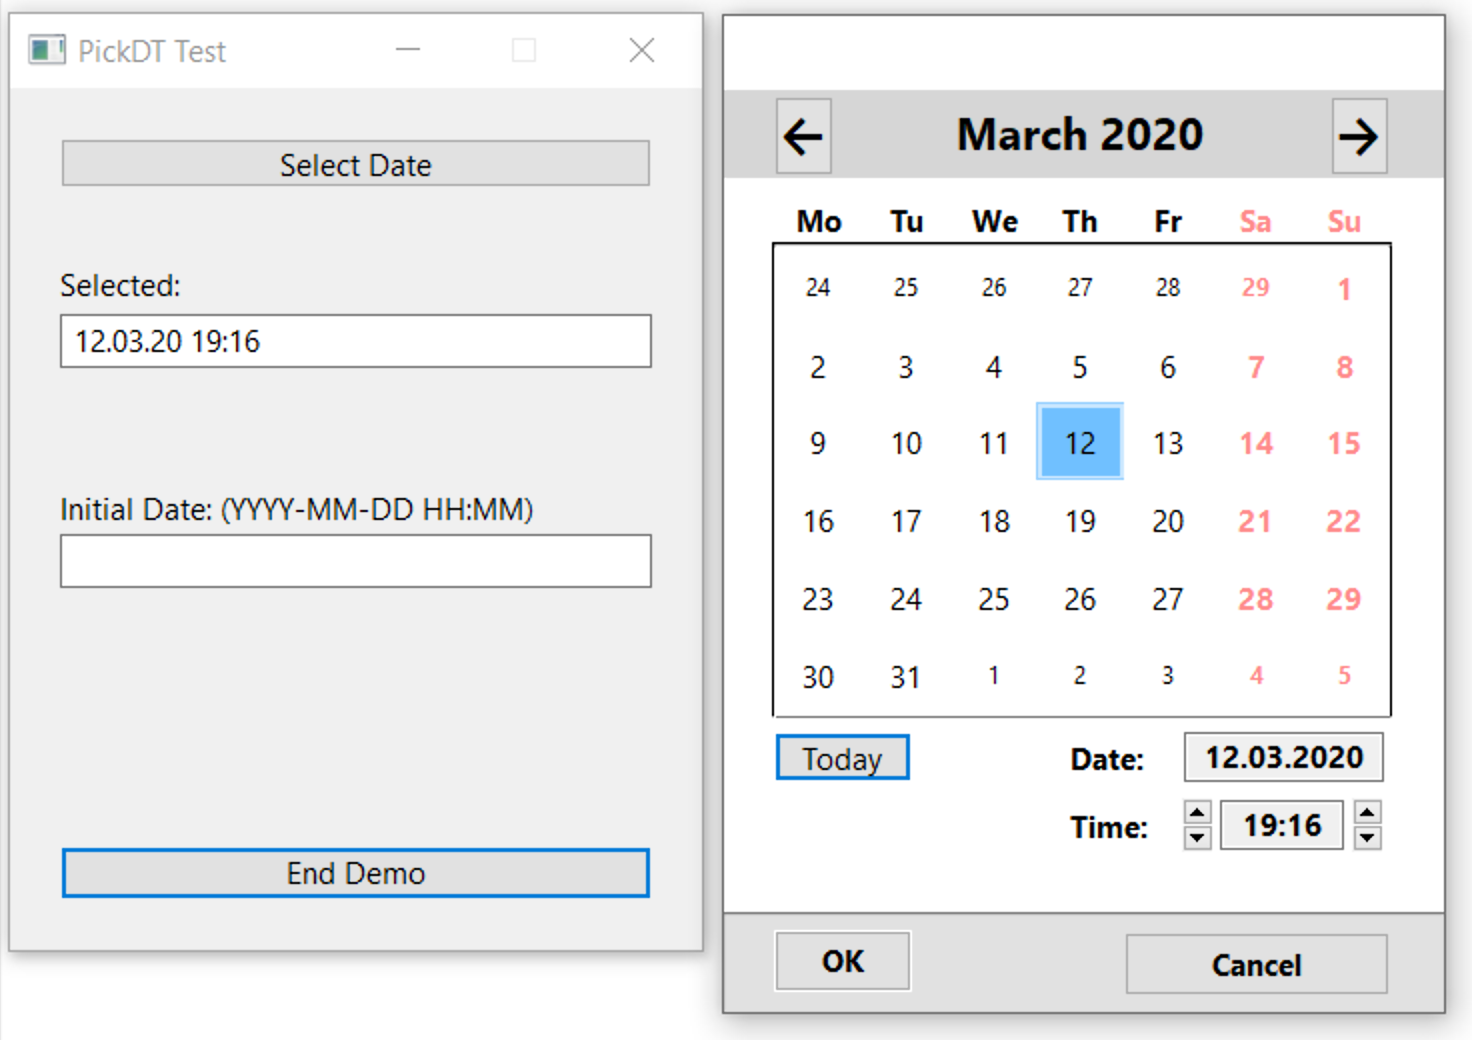 PickDT Test
Select Date
Selected:
12.03.20 19:16
Initial Date: (YYYY-MM-DD HH:MM)
End Demo
March 2020
Mo Tu We Th Fr Sa Su
24 25 26 27 28 29 1
2 3 4 5 6 7 8
9 10 11 12 13 14 15
16 17 18 19 20 21 22
23 24 25 26 27 28 29
30 31 1 2 3 4 5
Today Date: 12.03.2020
Time: 19:16
OK Cancel